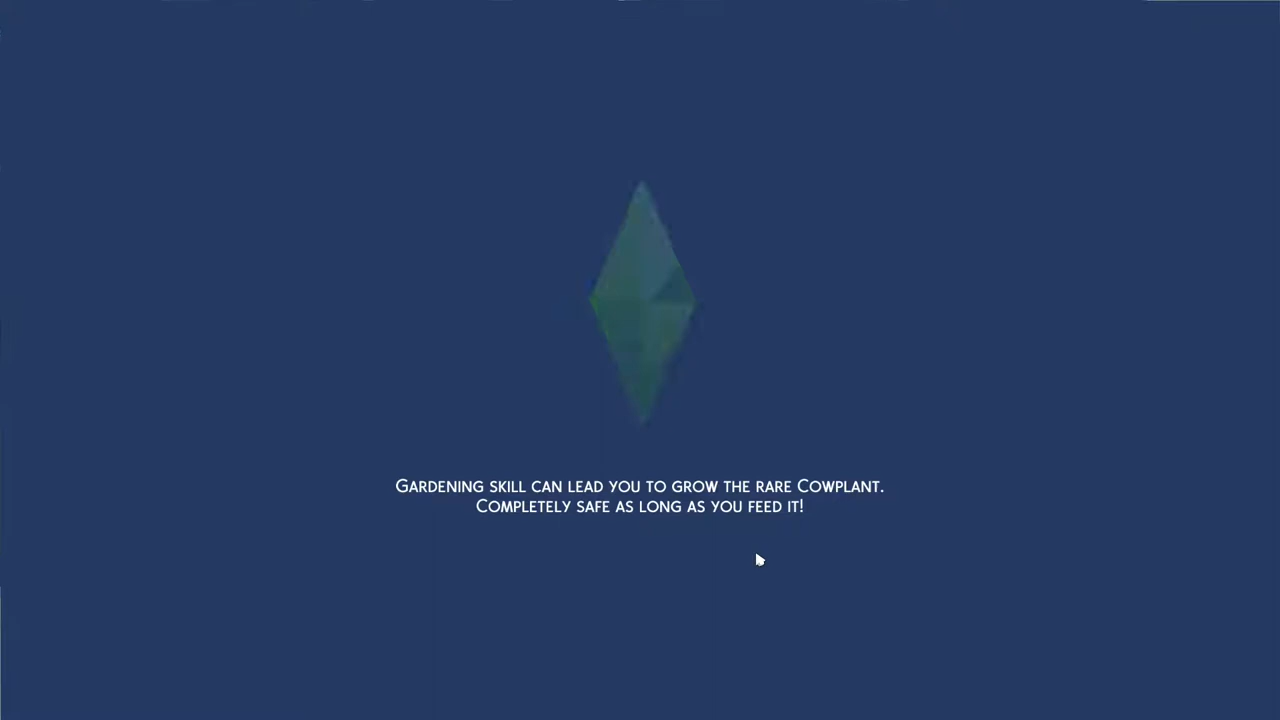 Gardening skill can lead you to grow the rare Cowplant.
Completely safe as long as you feed it!